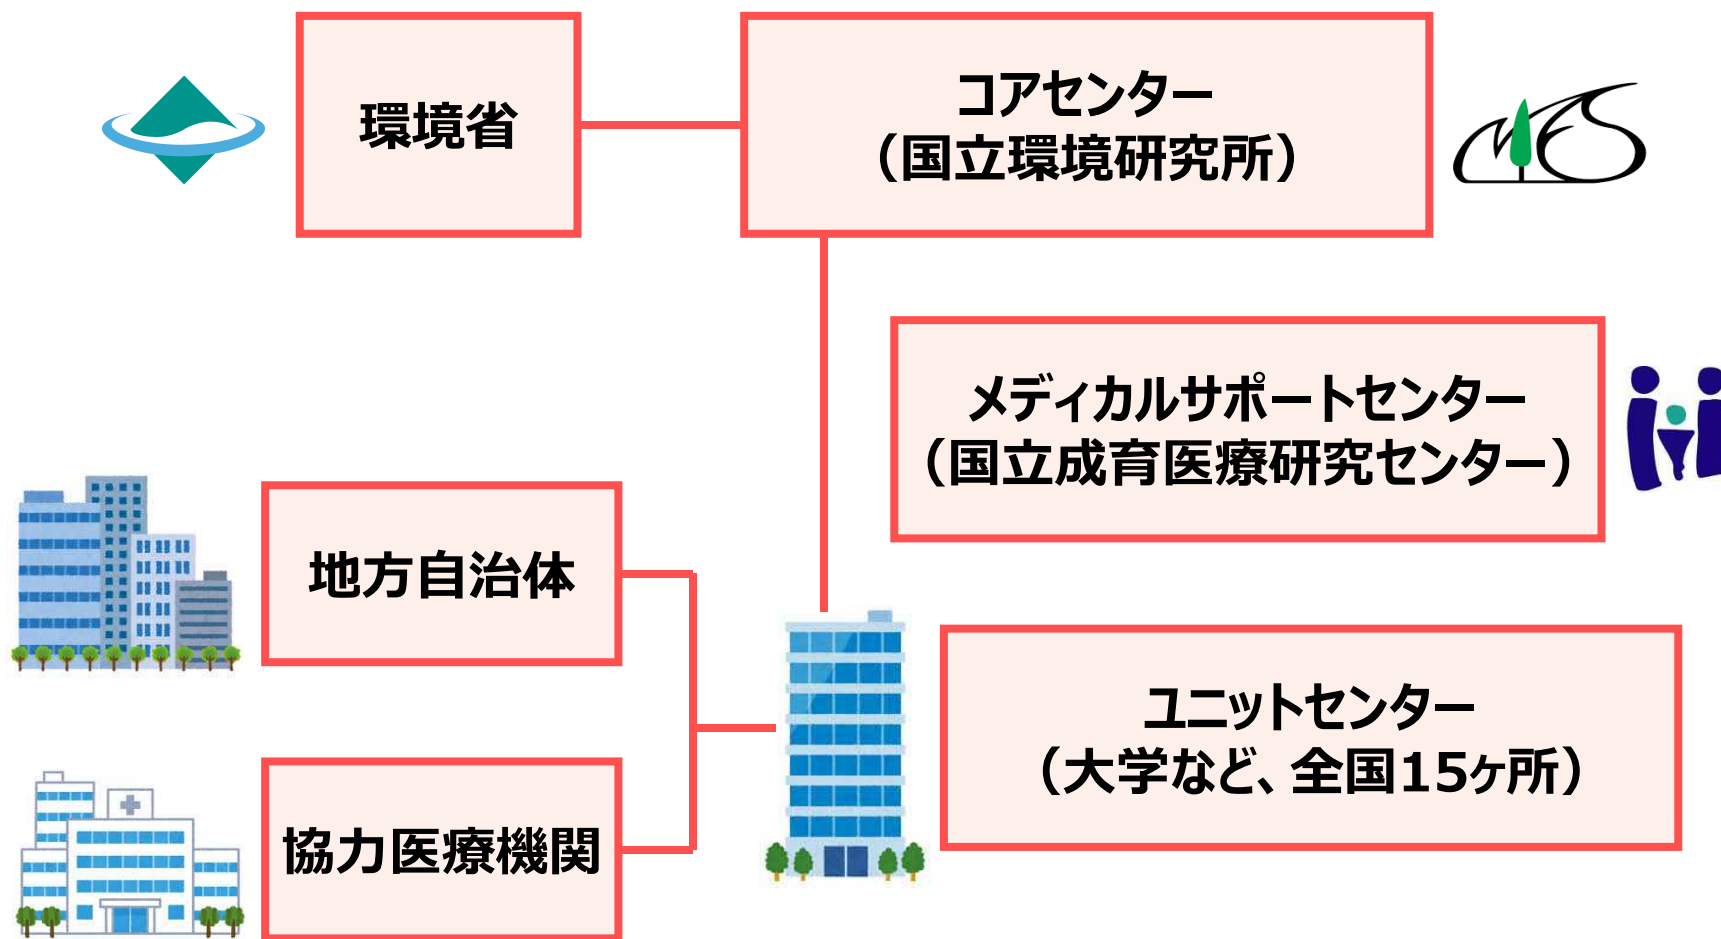 環境省
コアセンター
（国立環境研究所）
NIES
メディカルサポートセンター
（国立成育医療研究センター）
地方自治体
ユニットセンター
（大学など、全国15ヶ所）
協力医療機関